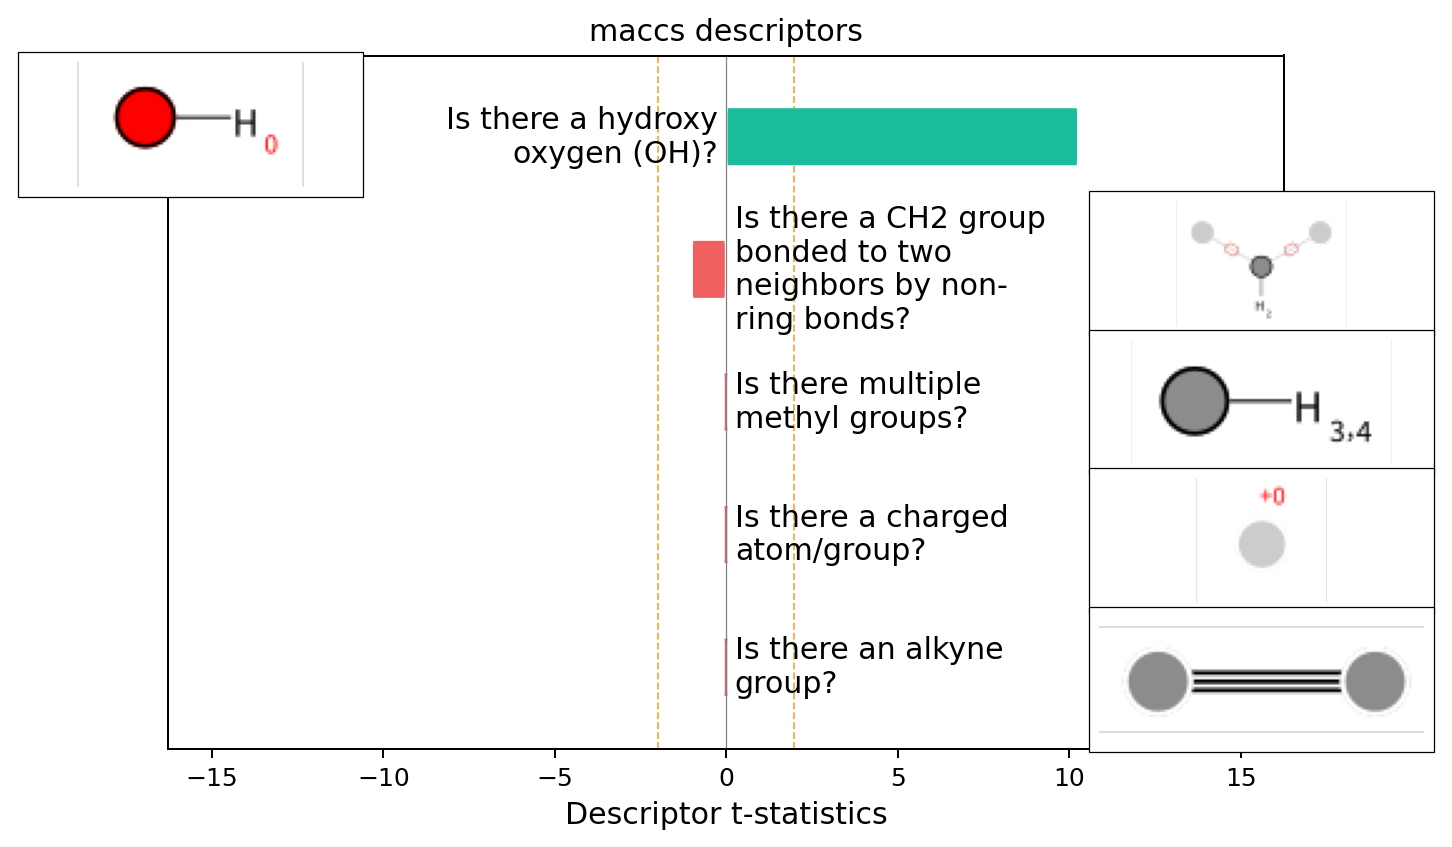 maccs descriptors
H
0
Is there a hydroxy
oxygen (OH)?
Is there a CH2 group
bonded to two
neighbors by non-
ring bonds?
H
2
Is there multiple
methyl groups?
H
3,4
Is there a charged
atom/group?
+0
Is there an alkyne
group?
−15 −10 −5 0 5 10 15
Descriptor t-statistics